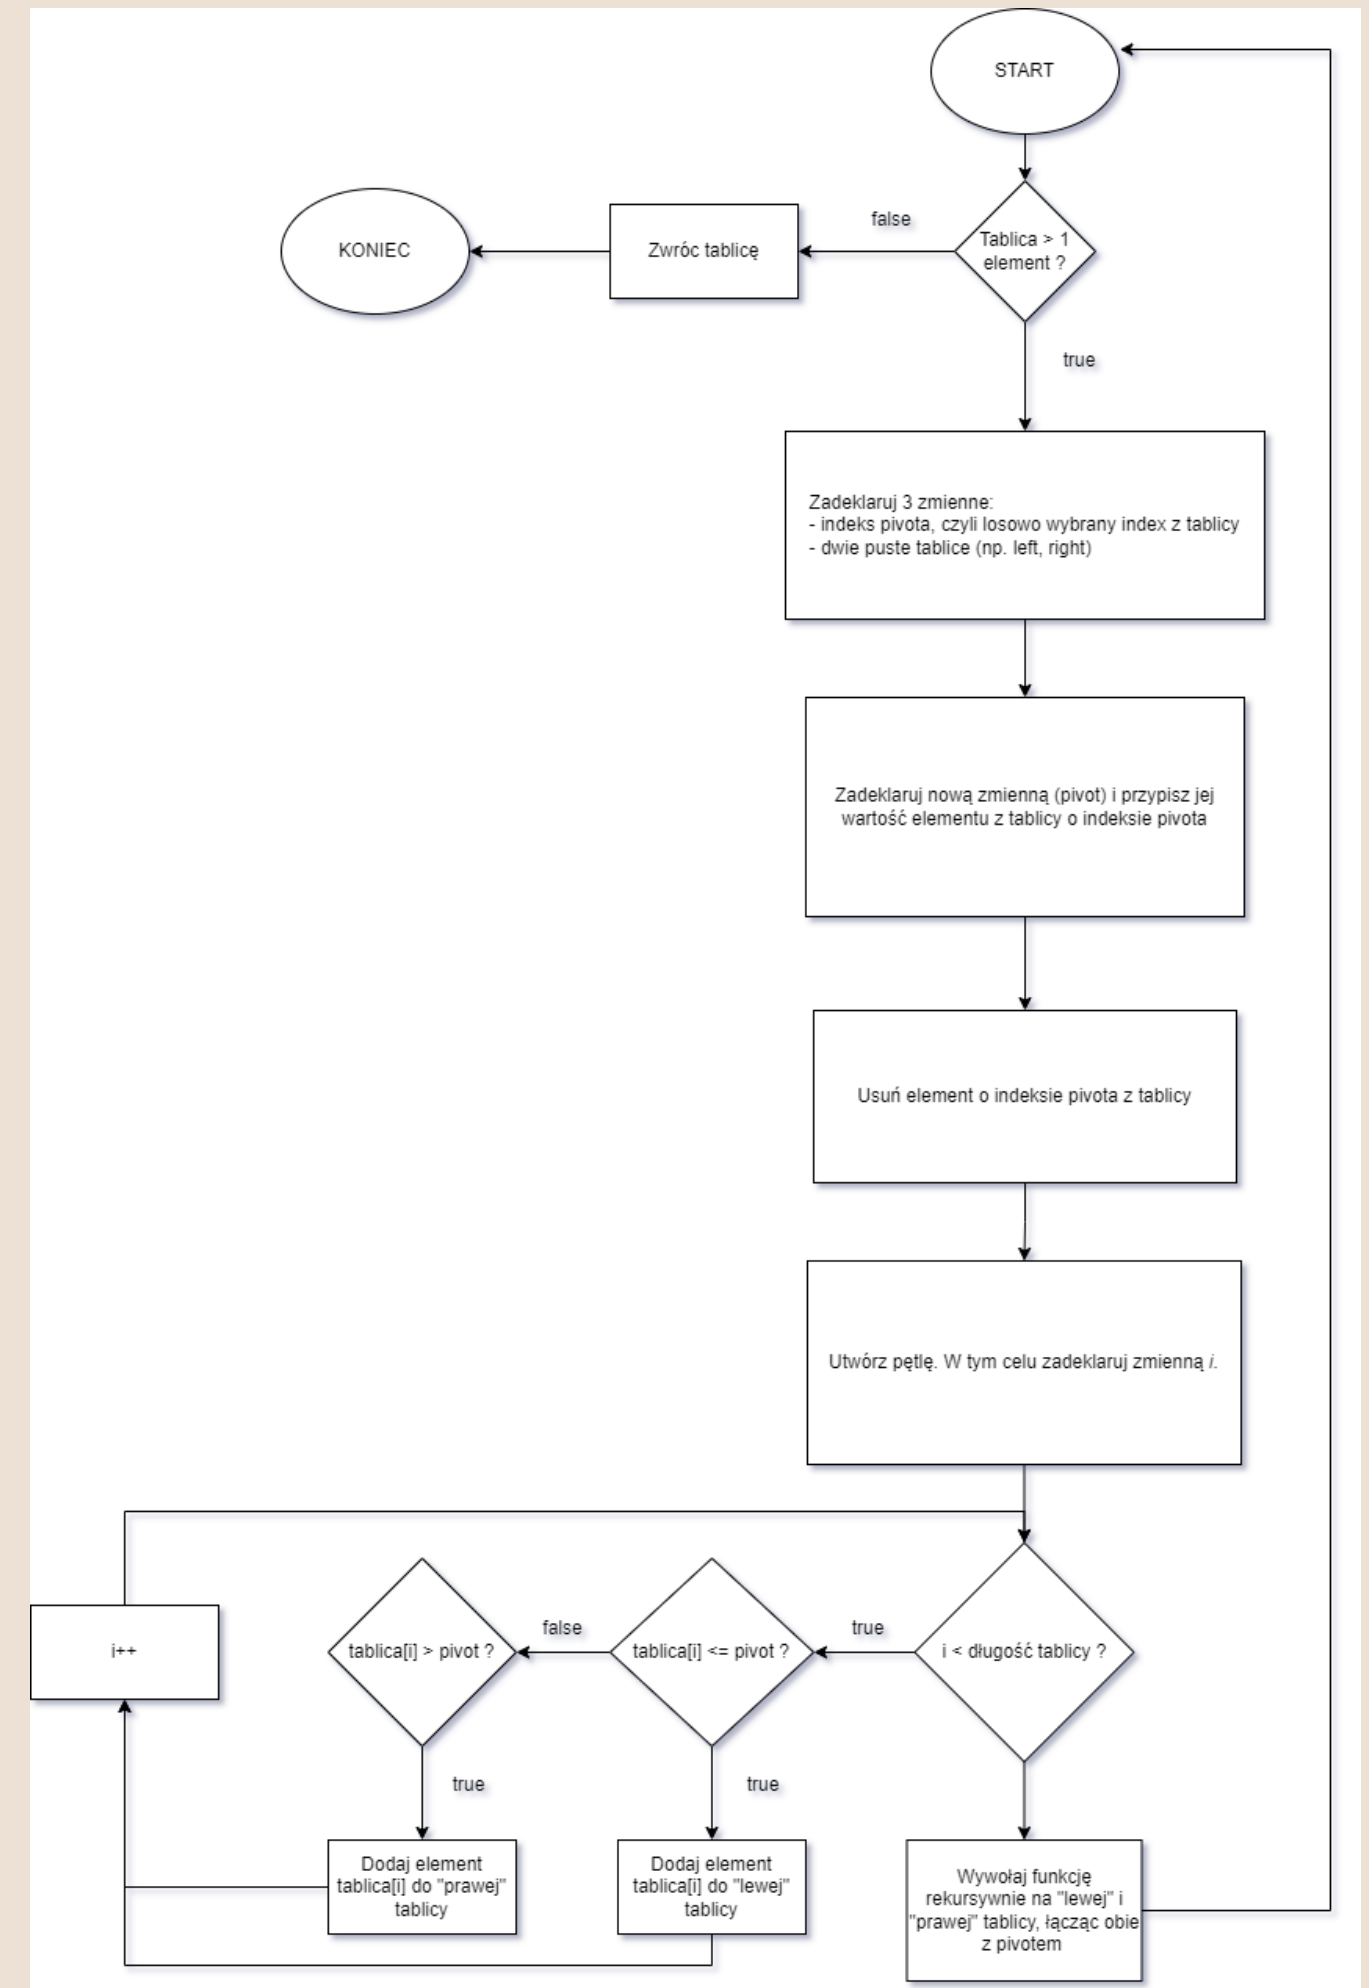 START
Tablica > 1
element ?
false
Zwróc tablicę
KONIEC
true
Zadeklaruj 3 zmienne:
- indeks pivota, czyli losowo wybrany index z tablicy
- dwie puste tablice (np. left, right)
Zadeklaruj nową zmienną (pivot) i przypisz jej
wartość elementu z tablicy o indeksie pivota
Usuń element o indeksie pivota z tablicy
Utwórz pętlę. W tym celu zadeklaruj zmienną i.
i < długość tablicy ?
true
tablica[i] <= pivot ?
false
tablica[i] > pivot ?
i++
true
true
Dodaj element
tablica[i] do "prawej"
tablicy
Dodaj element
tablica[i] do "lewej"
tablicy
Wywołaj funkcję
rekursywnie na "lewej" i
"prawej" tablicy, łącząc obie
z pivotem